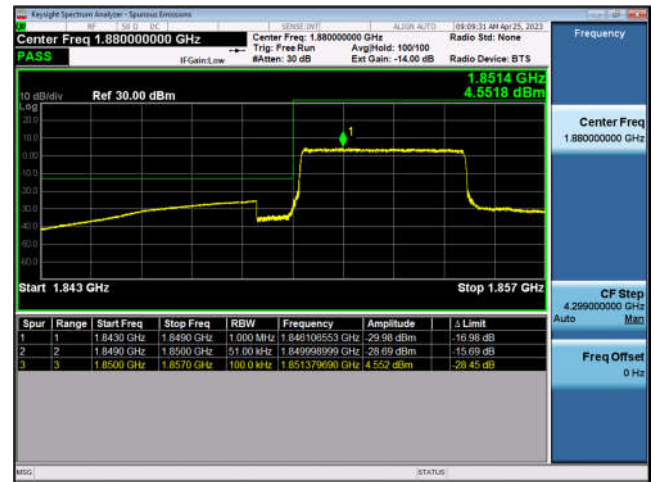 Keysight Spectrum Analyzer - Spurious Emissions
RF 50 Ω DC SENSE:INT ALIGN AUTO 09:09:31 AM Apr 25, 2023
Center Freq 1.880000000 GHz Center Freq: 1.880000000 GHz Radio Std: None Frequency
Trig: Free Run Avg|Hold: 100/100
PASS IFGain:Low #Atten: 30 dB Ext Gain: -14.00 dB Radio Device: BTS
1.8514 GHz
10 dB/div Ref 30.00 dBm 4.5518 dBm
Log
20.0
10.0
0.00
-10.0
-20.0
-30.0
-40.0
-50.0
-60.0
1
Start 1.843 GHz Stop 1.857 GHz
Center Freq
1.880000000 GHz
CF Step
4.299000000 GHz
Auto Man
Freq Offset
0 Hz
Spur Range Start Freq Stop Freq RBW Frequency Amplitude Δ Limit
1 1 1.8430 GHz 1.8490 GHz 1.000 MHz 1.846106553 GHz -29.98 dBm -16.98 dB
2 2 1.8490 GHz 1.8500 GHz 51.00 kHz 1.849998999 GHz -28.69 dBm -15.69 dB
3 3 1.8500 GHz 1.8570 GHz 100.0 kHz 1.851379690 GHz 4.552 dBm -28.45 dB
MSG STATUS